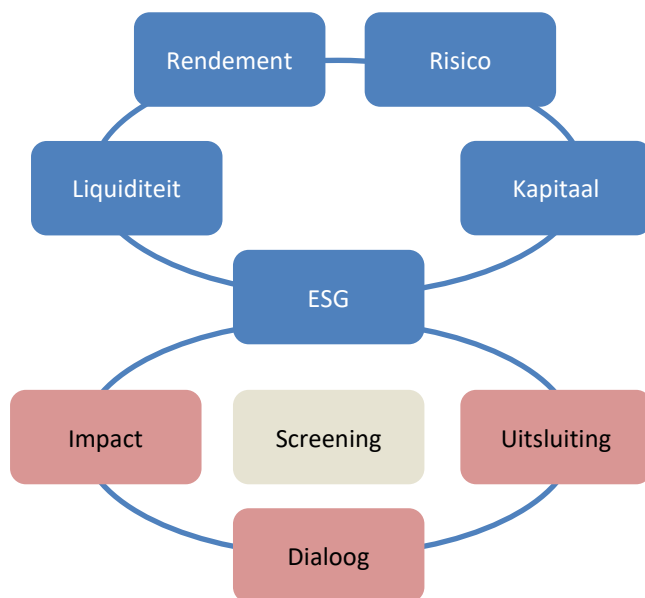 Rendement
Risico
Liquiditeit
Kapitaal
ESG
Impact
Screening
Uitsluiting
Dialoog